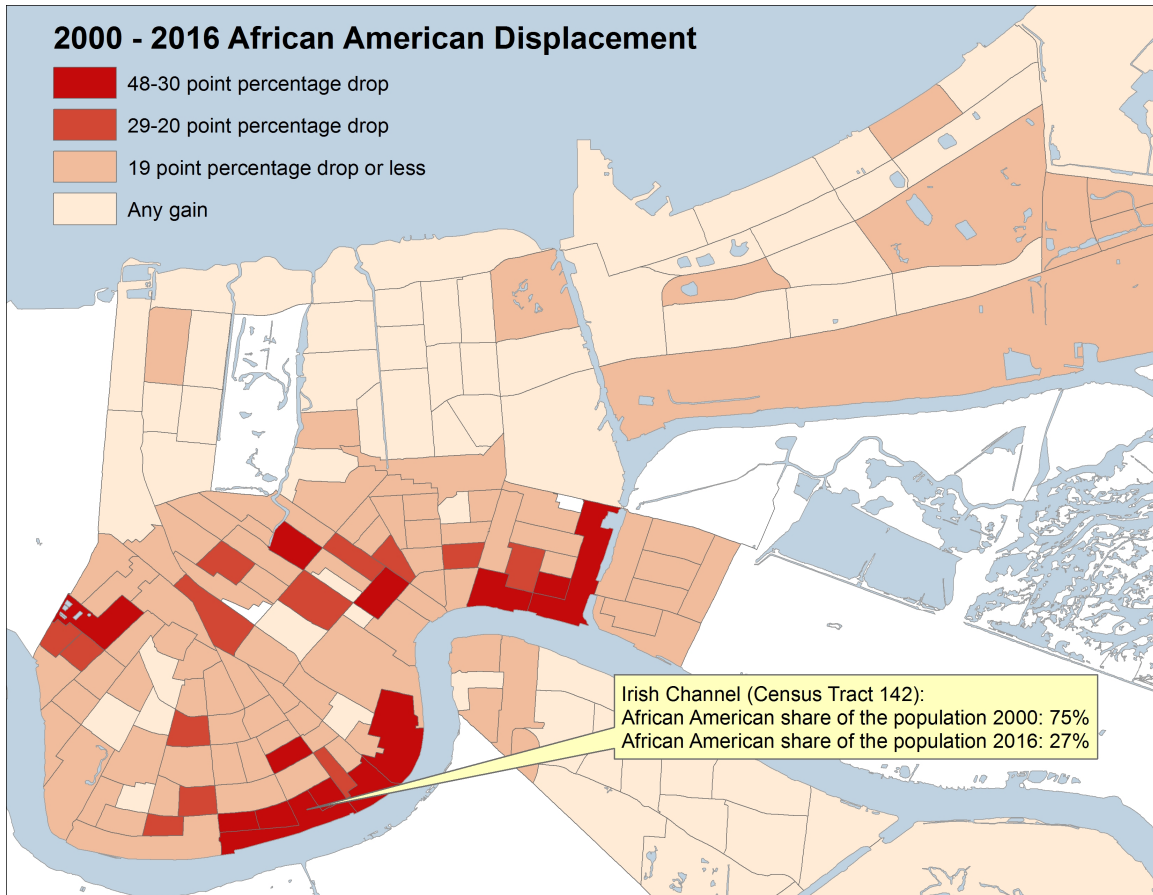 2000 - 2016 African American Displacement
48-30 point percentage drop
29-20 point percentage drop
19 point percentage drop or less
Any gain
Irish Channel (Census Tract 142):
African American share of the population 2000: 75%
African American share of the population 2016: 27%